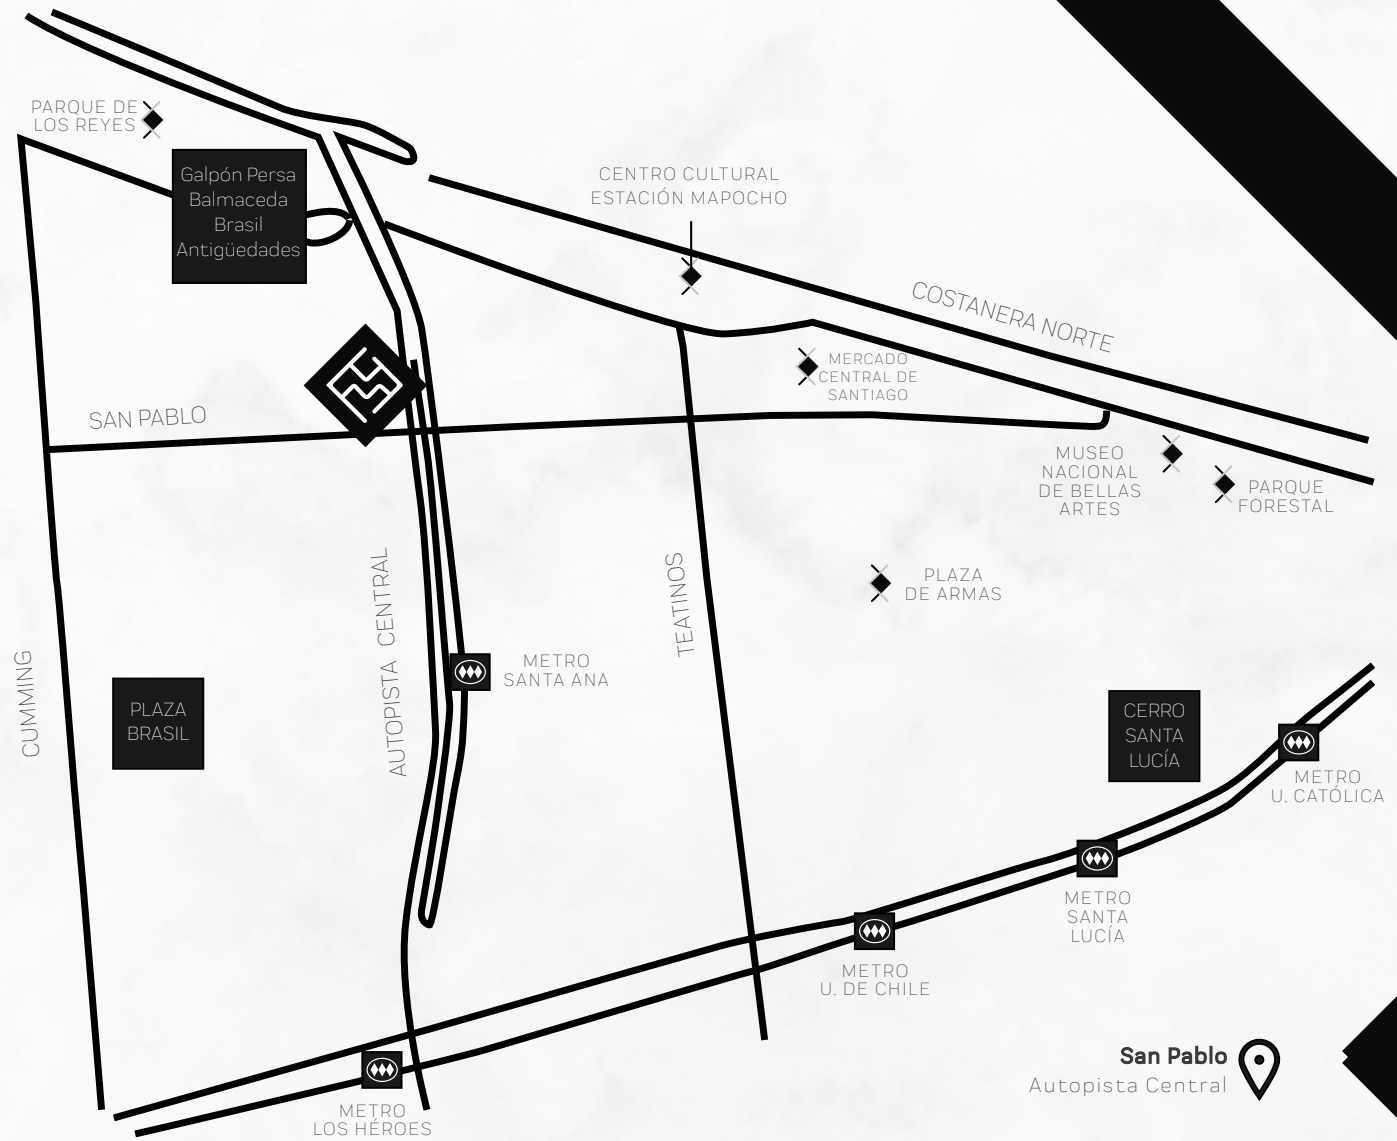 PARQUE DE
LOS REYES
Galpón Persa
Balmaceda
Brasil
Antigüedades
CENTRO CULTURAL
ESTACIÓN MAPOCHO
COSTANERA NORTE
MERCADO
CENTRAL DE
SANTIAGO
SAN PABLO
MUSEO
NACIONAL
DE BELLAS
ARTES
PARQUE
FORESTAL
PLAZA
DE ARMAS
AUTOPISTA CENTRAL
TEATINOS
CUMMING
METRO
SANTA ANA
PLAZA
BRASIL
CERRO
SANTA
LUCÍA
METRO
U. CATÓLICA
METRO
SANTA
LUCÍA
METRO
U. DE CHILE
San Pablo
Autopista Central
METRO
LOS HÉROES